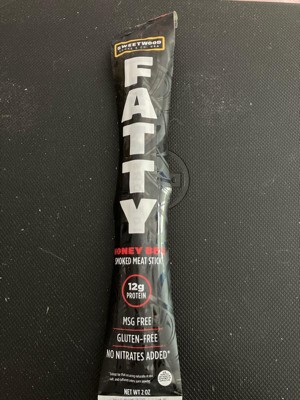 SWEETWOOD
FATTY
HONEY BBQ
SMOKED MEAT STICK
12g
PROTEIN
MSG FREE
GLUTEN-FREE
NO NITRATES ADDED*
NET WT 2 OZ